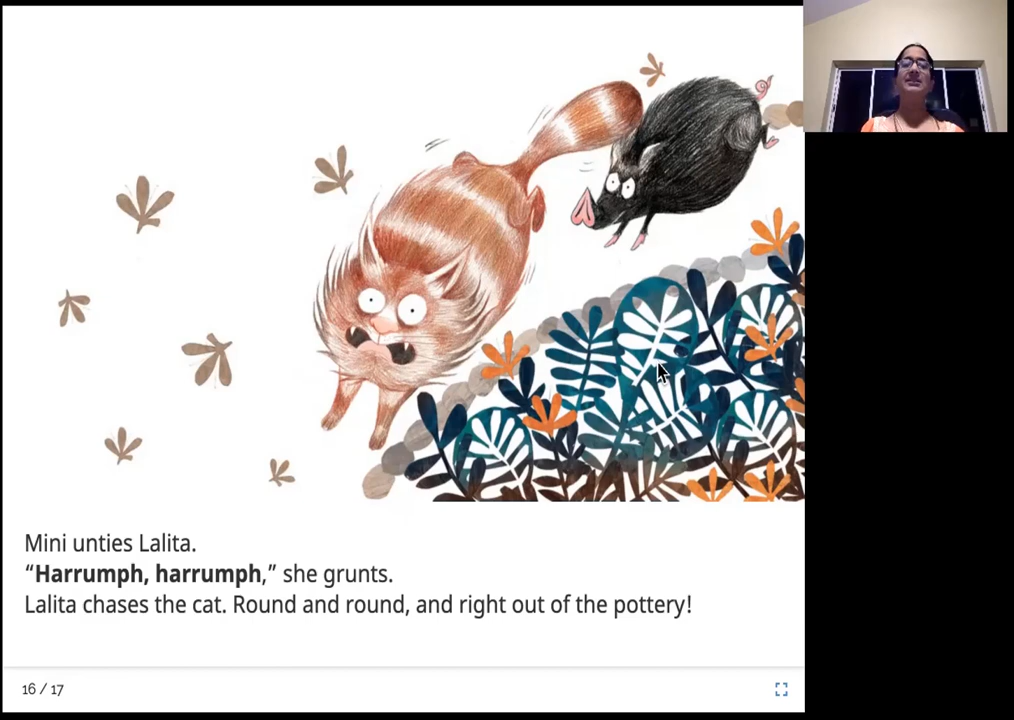 Mini unties Lalita.
“Harrumph, harrumph,” she grunts.
Lalita chases the cat. Round and round, and right out of the pottery!
16 / 17